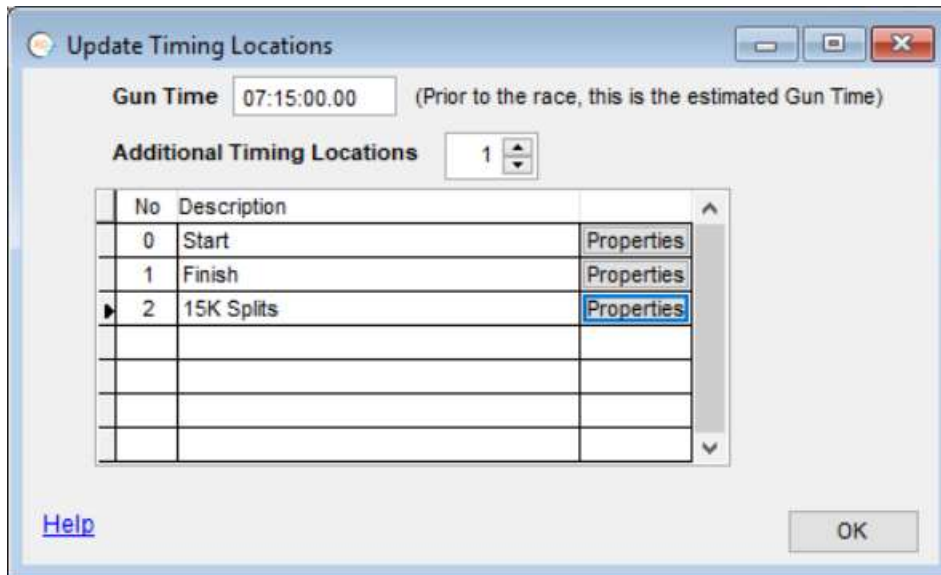 Update Timing Locations
Gun Time 07:15:00.00 (Prior to the race, this is the estimated Gun Time)
Additional Timing Locations 1
No Description
0 Start Properties
1 Finish Properties
2 15K Splits Properties
Help OK